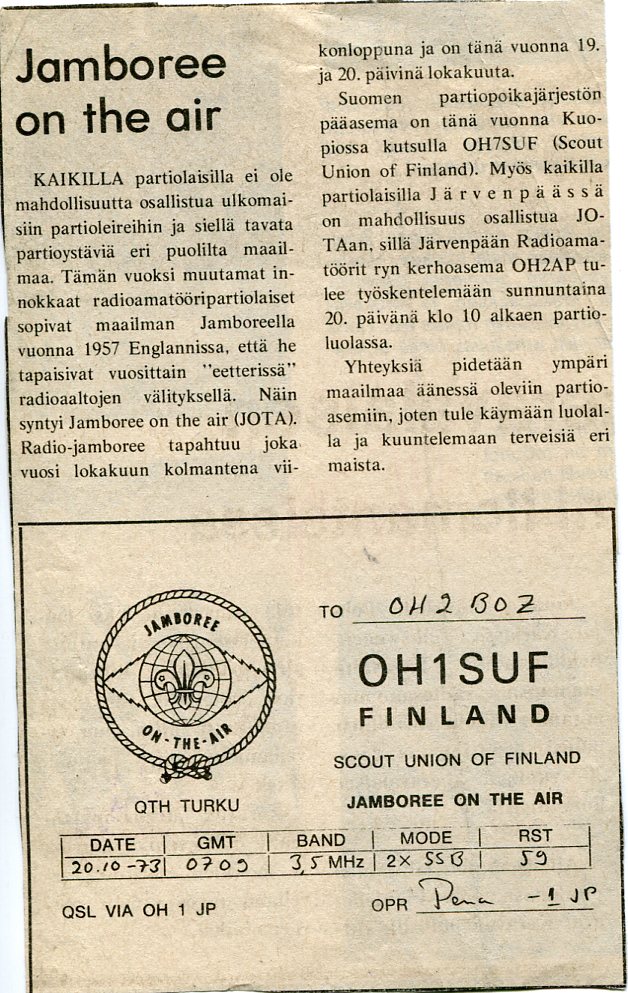 Jamboree
on the air
KAIKILLA partiolaisilla ei ole
mahdollisuutta osallistua ulkomai-
siin partioleireihin ja siellä tavata
partioystäviä eri puolilta maail-
maa. Tämän vuoksi muutamat in-
nokkaat radioamatööripartiolaiset
sopivat maailman Jamboreella
vuonna 1957 Englannissa, että he
tapaisivat vuosittain "eetterissä"
radioaaltojen välityksellä. Näin
syntyi Jamboree on the air (JOTA).
Radio-jamboree tapahtuu joka
vuosi lokakuun kolmantena vii-
konloppuna ja on tänä vuonna 19.
ja 20. päivinä lokakuuta.
Suomen partiopoikajärjestön
pääasema on tänä vuonna Kuo-
piossa kutsulla OH7SUF (Scout
Union of Finland). Myös kaikilla
partiolaisilla Järvenpäässä
on mahdollisuus osallistua JO-
TAan, sillä Järvenpään Radioama-
töörit ryn kerhoasema OH2AP tu-
lee työskentelemään sunnuntaina
20. päivänä klo 10 alkaen partio-
luolassa.
Yhteyksiä pidetään ympäri
maailmaa äänessä oleviin partio-
asemiin, joten tule käymään luolal-
la ja kuuntelemaan terveisiä eri
maista.
JAMBOREE
ON-THE-AIR
QTH TURKU
TO OH2BOZ
OH1SUF
FINLAND
SCOUT UNION OF FINLAND
JAMBOREE ON THE AIR
DATE GMT BAND MODE RST
20.10-73 0709 3,5 MHz 2X SSB 59
QSL VIA OH 1 JP
OPR Pena -1JP